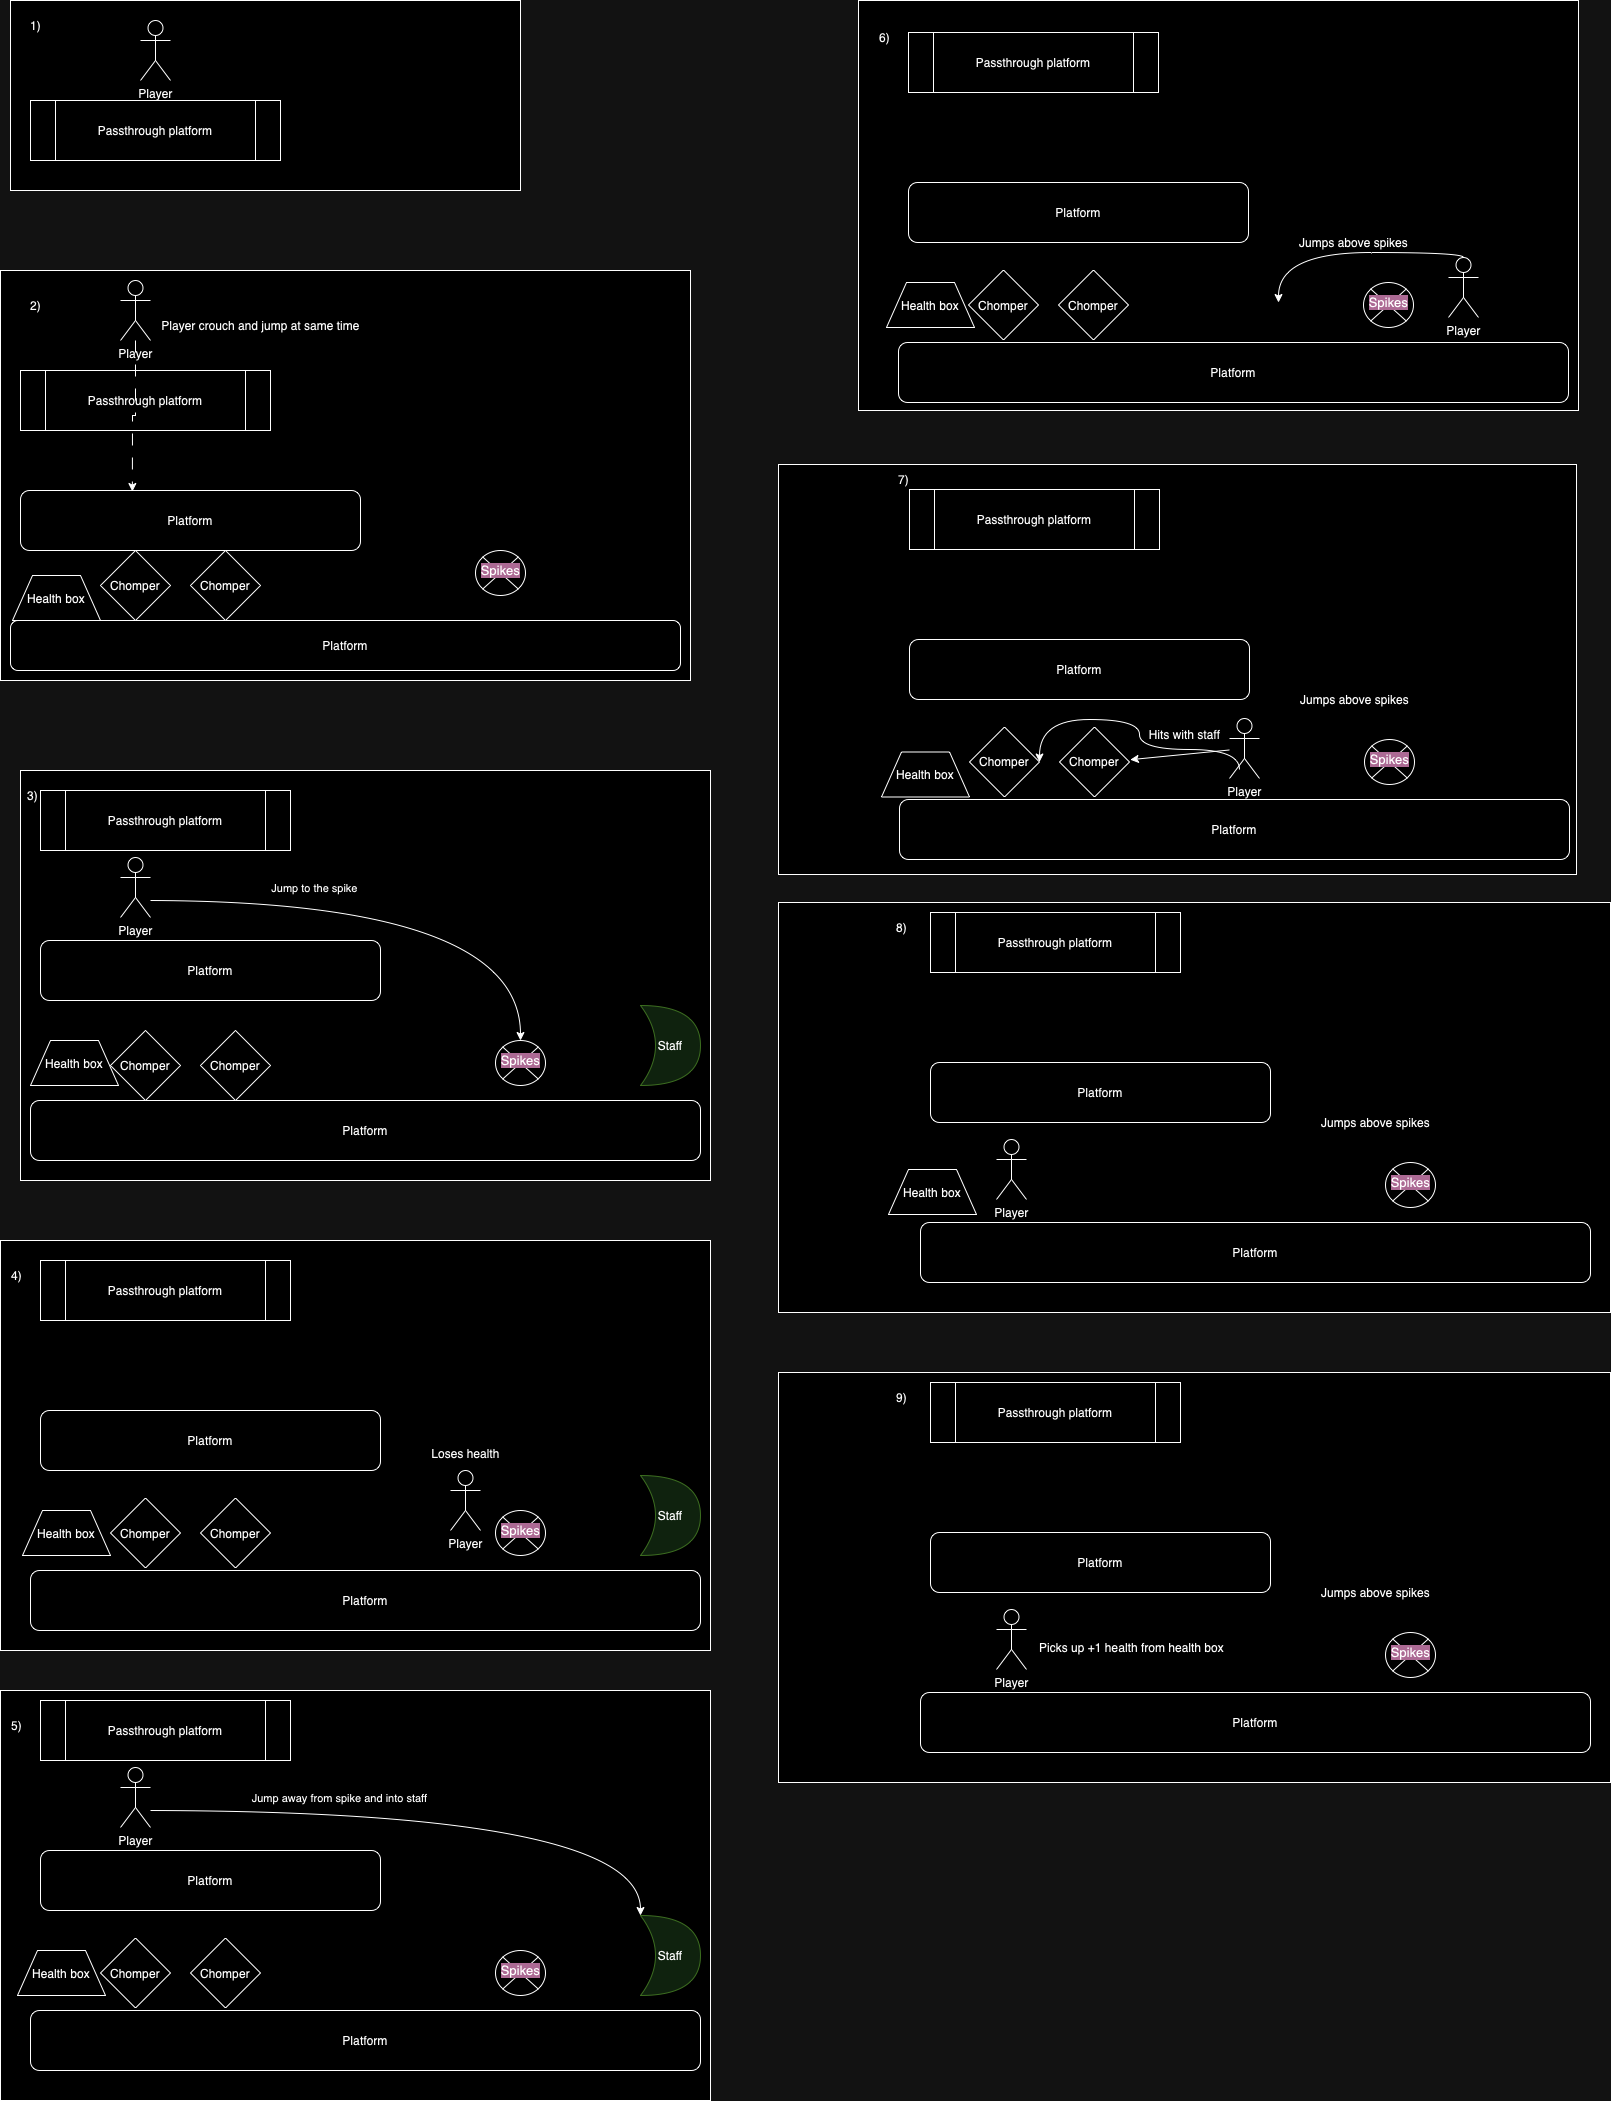 1)
Player
Passthrough platform
2)
Player crouch and jump at same time
Player
Passthrough platform
Platform
Chomper
Chomper
Spikes
Health box
Platform
3)
Passthrough platform
Jump to the spike
Player
Platform
Staff
Health box
Chomper
Chomper
Spikes
Platform
4)
Passthrough platform
Platform
Loses health
Staff
Health box
Chomper
Chomper
Player
Spikes
Platform
5)
Passthrough platform
Jump away from spike and into staff
Player
Platform
Staff
Health box
Chomper
Chomper
Spikes
Platform
6)
Passthrough platform
Platform
Jumps above spikes
Health box
Chomper
Chomper
Spikes
Player
Platform
7)
Passthrough platform
Platform
Jumps above spikes
Hits with staff
Health box
Chomper
Chomper
Spikes
Player
Platform
8)
Passthrough platform
Platform
Jumps above spikes
Health box
Spikes
Player
Platform
9)
Passthrough platform
Platform
Jumps above spikes
Picks up +1 health from health box
Spikes
Player
Platform